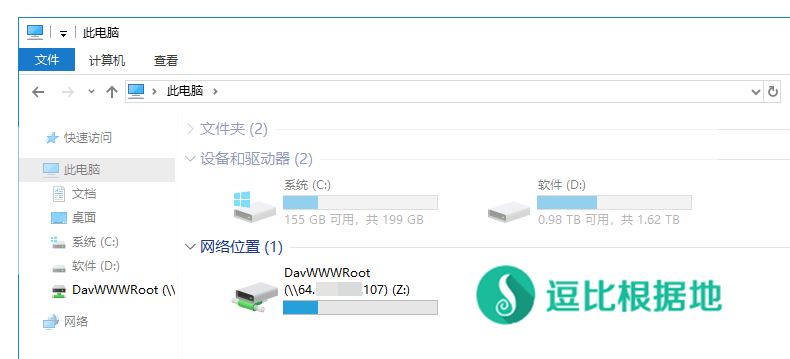 此电脑
文件 计算机 查看
此电脑
快速访问
此电脑
文档
桌面
系统 (C:)
软件 (D:)
DavWWWRoot (\\
网络
文件夹 (2)
设备和驱动器 (2)
系统 (C:)
155 GB 可用，共 199 GB
软件 (D:)
0.98 TB 可用，共 1.62 TB
网络位置 (1)
DavWWWRoot
(\\64. .107) (Z:)
逗比根据地